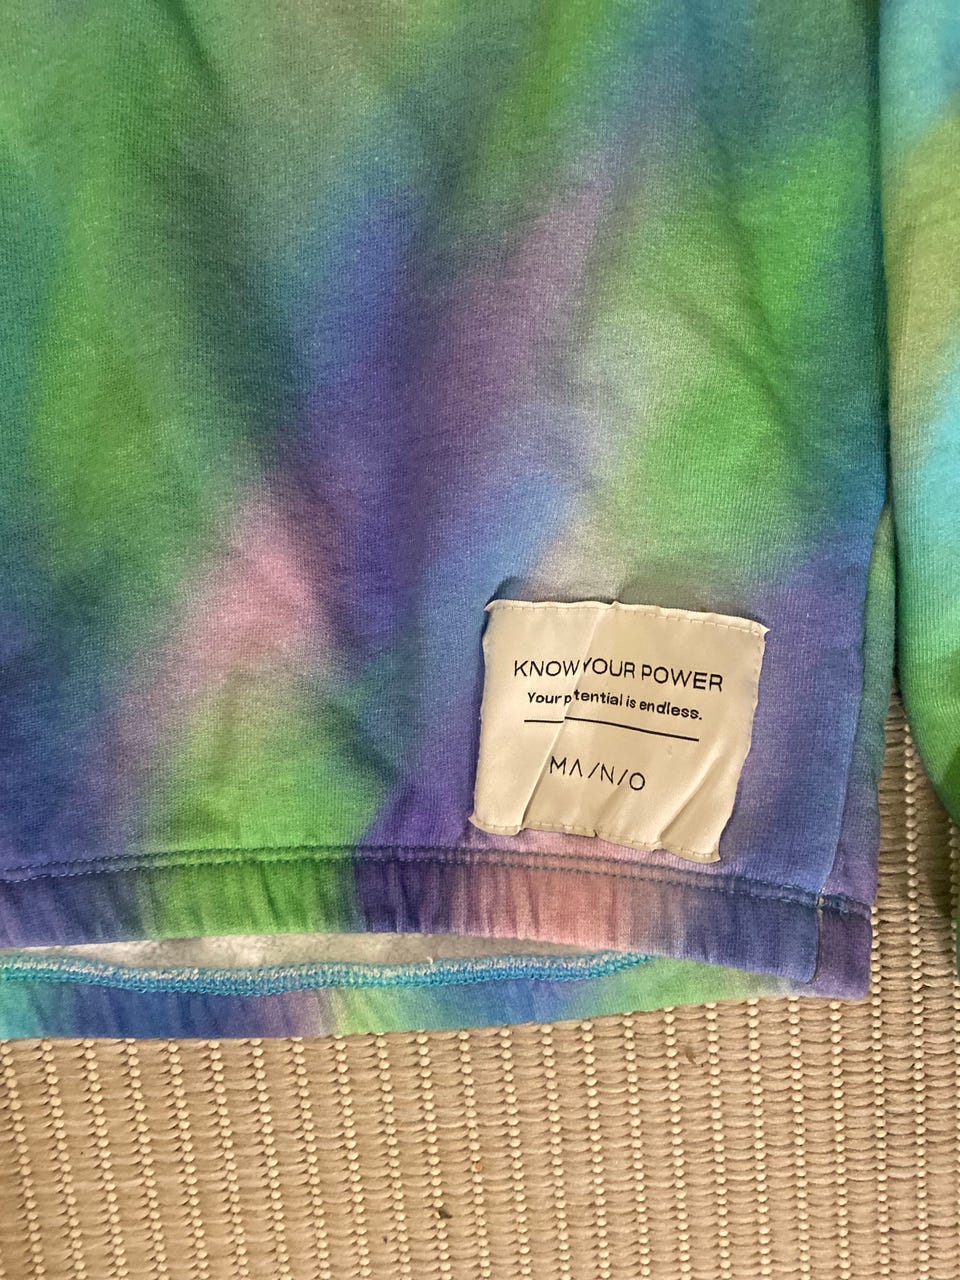 KNOW YOUR POWER
Your potential is endless.
MA/N/O